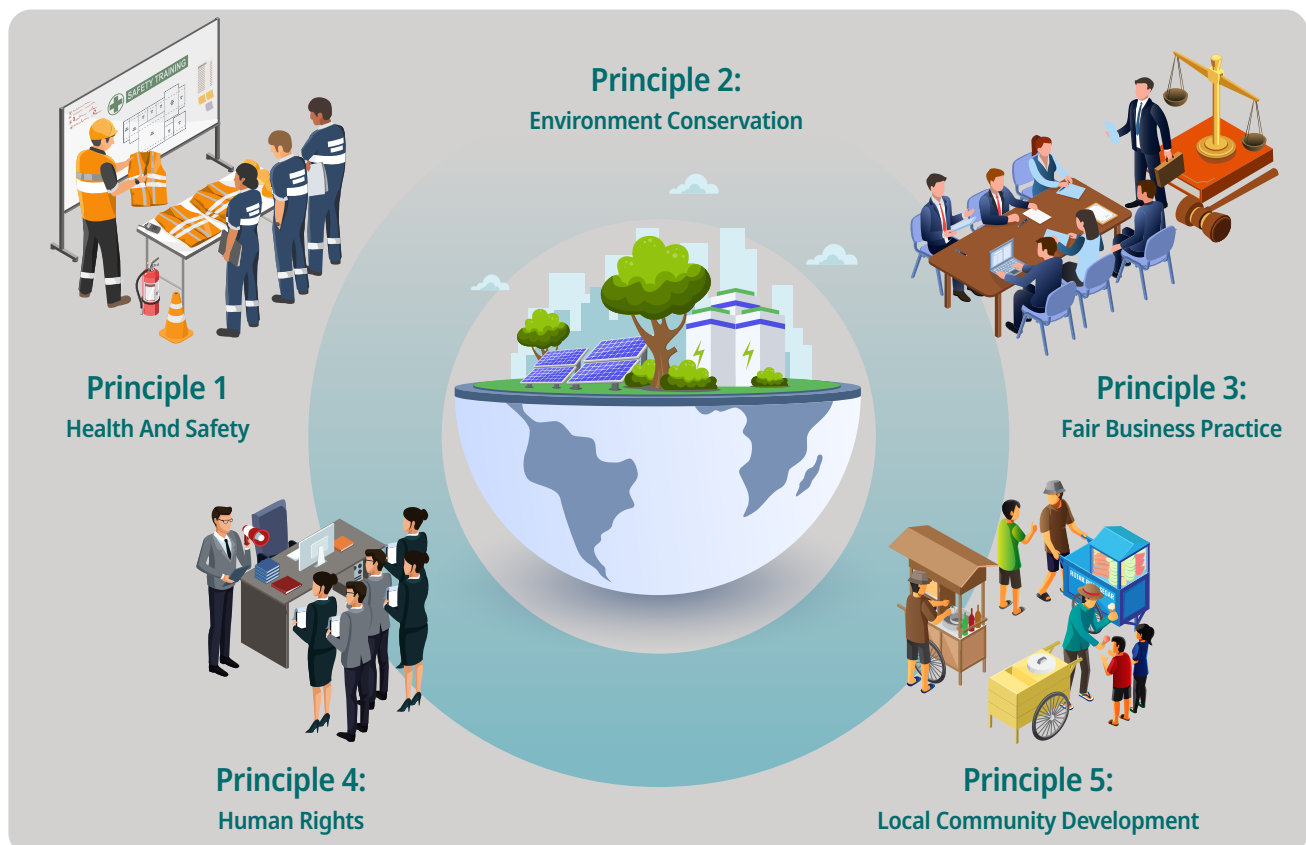 SAFETY TRAINING
Principle 1
Health And Safety
Principle 2:
Environment Conservation
Principle 3:
Fair Business Practice
Principle 4:
Human Rights
Principle 5:
Local Community Development